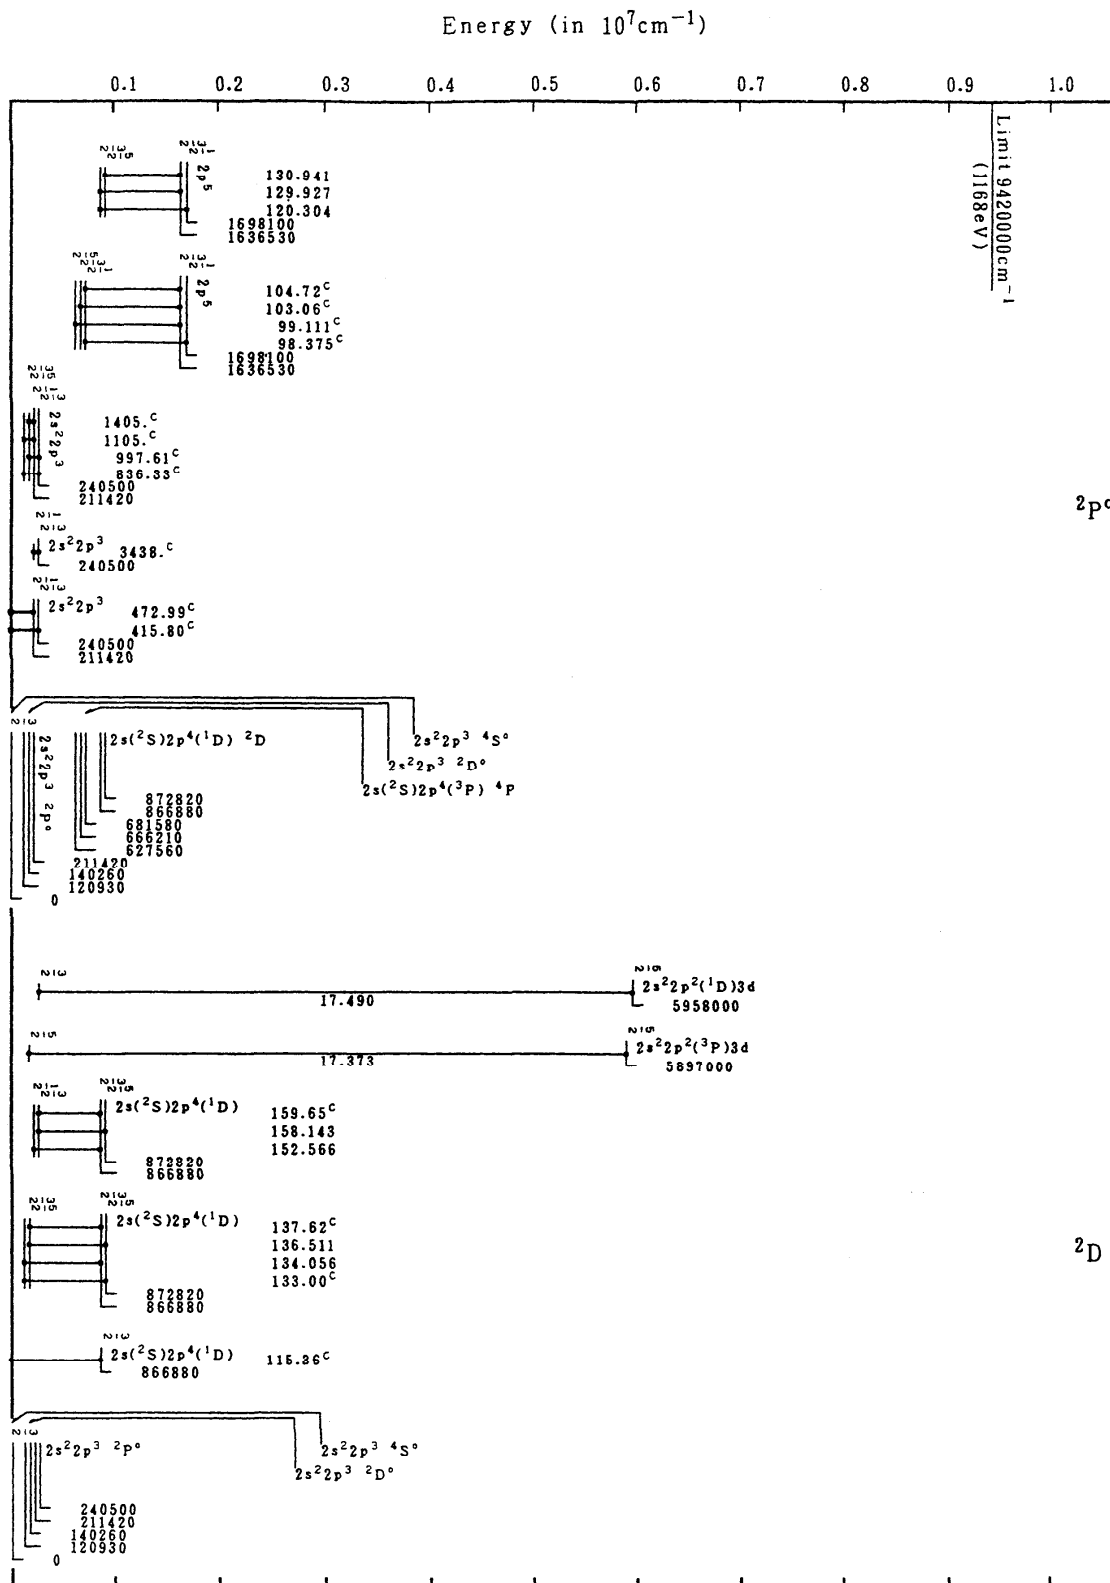 Energy (in 10⁷cm⁻¹)
0.1 0.2 0.3 0.4 0.5 0.6 0.7 0.8 0.9 1.0
Limit 9420000cm⁻¹
(1168eV)
2p⁵
130.941
129.927
120.304
1698100
1636530
2p⁵
104.72ᶜ
103.06ᶜ
99.111ᶜ
98.375ᶜ
1698100
1636530
2s²2p³
1405.ᶜ
1105.ᶜ
997.61ᶜ
836.33ᶜ
240500
211420
²P°
2s²2p³ 3438.ᶜ
240500
2s²2p³ 472.99ᶜ
415.80ᶜ
240500
211420
2s²2p³ ²P°
2s(²S)2p⁴(¹D) ²D
2s²2p³ ⁴S°
2s²2p³ ²D°
2s(²S)2p⁴(³P) ⁴P
872820
866880
681580
666210
627560
211420
140260
120930
0
17.490
2s²2p²(¹D)3d
5958000
17.373
2s²2p²(³P)3d
5897000
2s(²S)2p⁴(¹D) 159.65ᶜ
158.143
152.566
872820
866880
2s(²S)2p⁴(¹D) 137.62ᶜ
136.511
134.056
133.00ᶜ
872820
866880
²D
2s(²S)2p⁴(¹D) 115.36ᶜ
866880
2s²2p³ ²P°
2s²2p³ ⁴S°
2s²2p³ ²D°
240500
211420
140260
120930
0